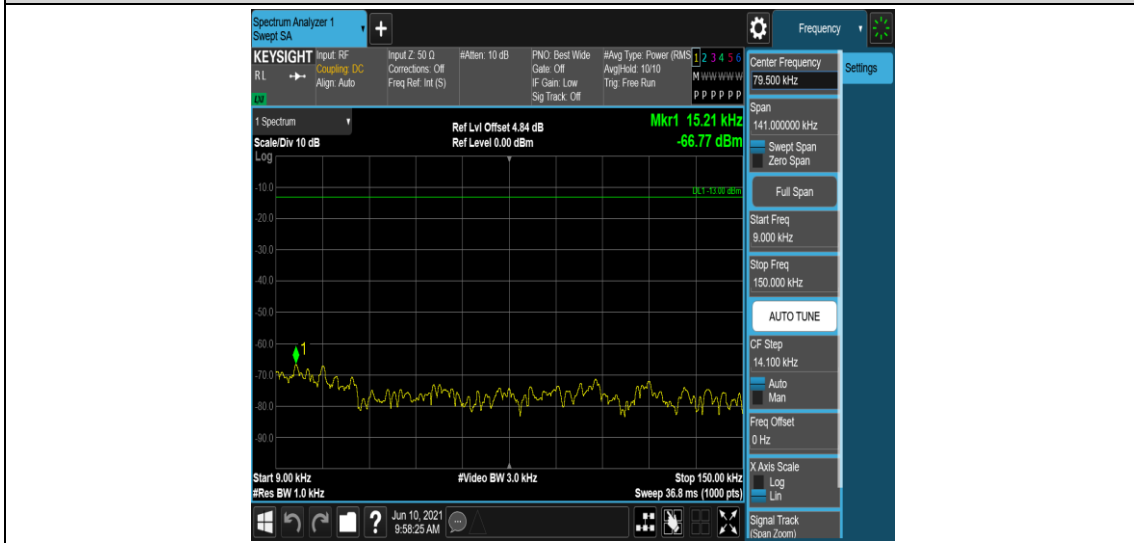 Spectrum Analyzer 1
Swept SA
+
Frequency
KEYSIGHT
RL
Input: RF
Coupling: DC
Align: Auto
Input Z: 50 Ω
Corrections: Off
Freq Ref: Int (S)
#Atten: 10 dB
PNO: Best Wide
Gate: Off
IF Gain: Low
Sig Track: Off
#Avg Type: Power (RMS
Avg|Hold: 10/10
Trig: Free Run
1 2 3 4 5 6
M W W W W W
P P P P P P
1 Spectrum
Scale/Div 10 dB
Log
Ref Lvl Offset 4.84 dB
Ref Level 0.00 dBm
Mkr1 15.21 kHz
-66.77 dBm
DL1 -13.00 dBm
-10.0
-20.0
-30.0
-40.0
-50.0
-60.0
-70.0
-80.0
-90.0
1
Start 9.00 kHz
#Res BW 1.0 kHz
#Video BW 3.0 kHz
Stop 150.00 kHz
Sweep 36.8 ms (1000 pts)
?
Jun 10, 2021
9:58:25 AM
Center Frequency
79.500 kHz
Span
141.000000 kHz
Swept Span
Zero Span
Full Span
Start Freq
9.000 kHz
Stop Freq
150.000 kHz
AUTO TUNE
CF Step
14.100 kHz
Auto
Man
Freq Offset
0 Hz
X Axis Scale
Log
Lin
Signal Track
(Span Zoom)
Settings